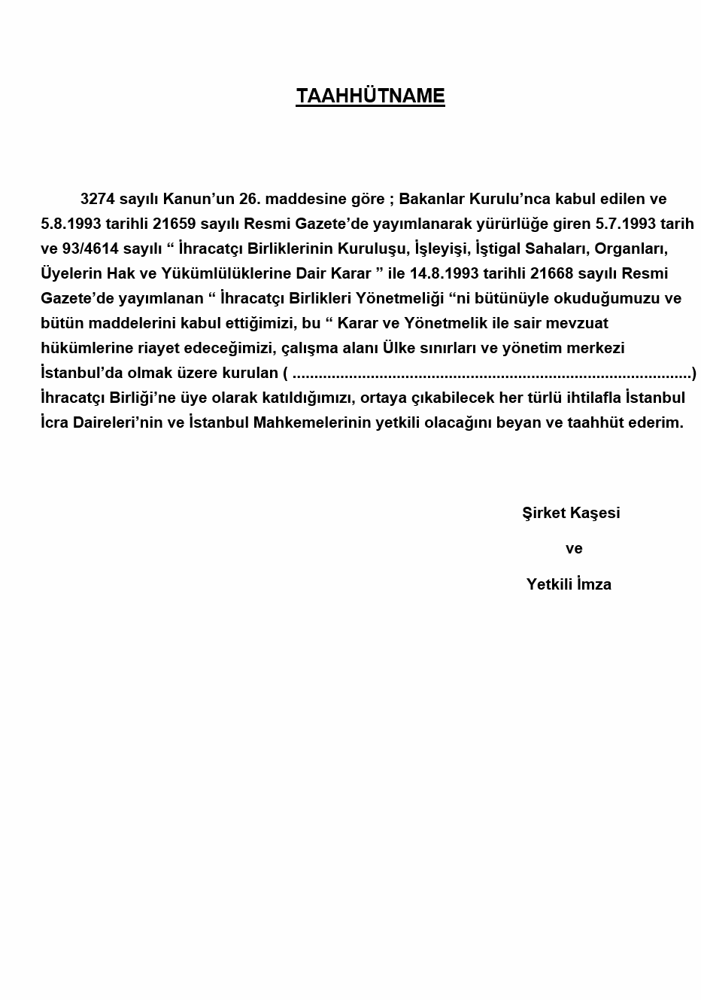 TAAHHÜTNAME
3274 sayılı Kanun’un 26. maddesine göre ; Bakanlar Kurulu’nca kabul edilen ve
5.8.1993 tarihli 21659 sayılı Resmi Gazete’de yayımlanarak yürürlüğe giren 5.7.1993 tarih
ve 93/4614 sayılı “ İhracatçı Birliklerinin Kuruluşu, İşleyişi, İştigal Sahaları, Organları,
Üyelerin Hak ve Yükümlülüklerine Dair Karar ” ile 14.8.1993 tarihli 21668 sayılı Resmi
Gazete’de yayımlanan “ İhracatçı Birlikleri Yönetmeliği “ni bütünüyle okuduğumuzu ve
bütün maddelerini kabul ettiğimizi, bu “ Karar ve Yönetmelik ile sair mevzuat
hükümlerine riayet edeceğimizi, çalışma alanı Ülke sınırları ve yönetim merkezi
İstanbul’da olmak üzere kurulan ( ...........................................................................................)
İhracatçı Birliği’ne üye olarak katıldığımızı, ortaya çıkabilecek her türlü ihtilafla İstanbul
İcra Daireleri’nin ve İstanbul Mahkemelerinin yetkili olacağını beyan ve taahhüt ederim.
Şirket Kaşesi
ve
Yetkili İmza